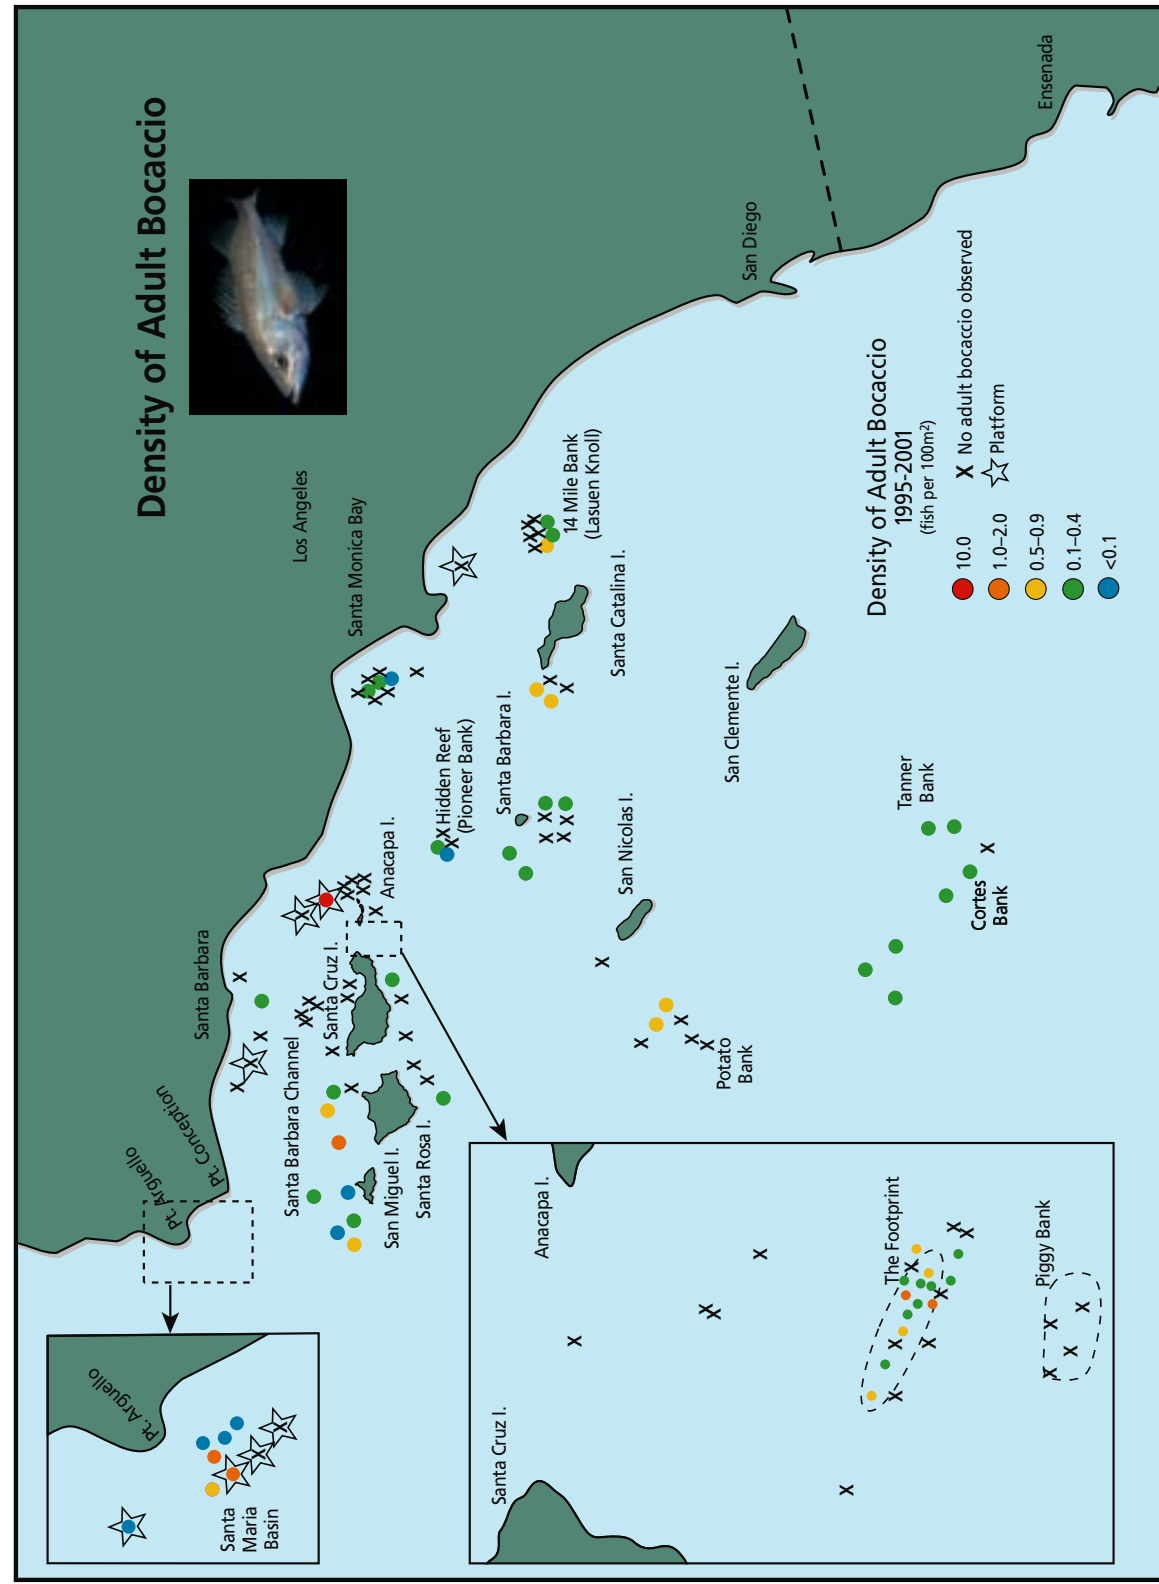 Density of Adult Bocaccio
Santa
Maria
Basin
Pt. Arguello
Pt. Arguello
Pt. Conception
Santa Barbara
Santa Barbara Channel
San Miguel I.
Santa Rosa I.
Santa Cruz I.
Anacapa I.
Santa Monica Bay
Los Angeles
Hidden Reef
(Pioneer Bank)
Santa Barbara I.
Santa Catalina I.
14 Mile Bank
(Lasuen Knoll)
San Nicolas I.
San Clemente I.
Potato
Bank
Tanner
Bank
Cortes
Bank
San Diego
Ensenada
Santa Cruz I.
Anacapa I.
The Footprint
Piggy Bank
Density of Adult Bocaccio
1995-2001
(fish per 100m²)
10.0
1.0–2.0
0.5–0.9
0.1–0.4
<0.1
X No adult bocaccio observed
Platform